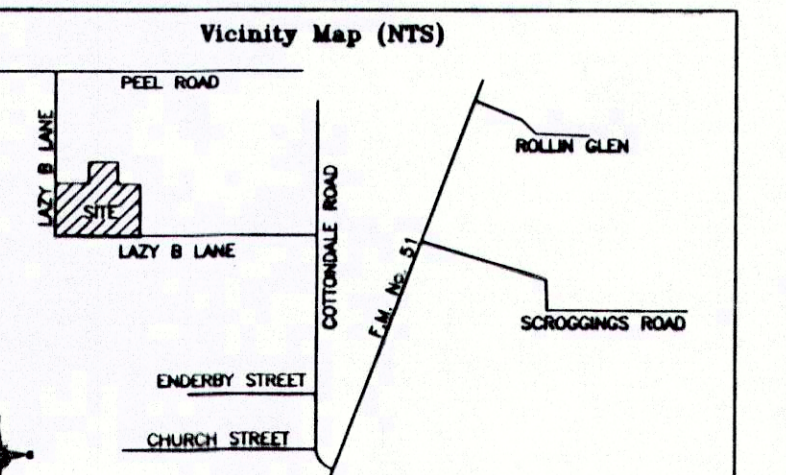 Vicinity Map (NTS)
PEEL ROAD
LAZY B LANE
SITE
LAZY B LANE
COTTOINDALE ROAD
F.M. No. 51
ROLLIN GLEN
SCROGGINGS ROAD
ENDERBY STREET
CHURCH STREET